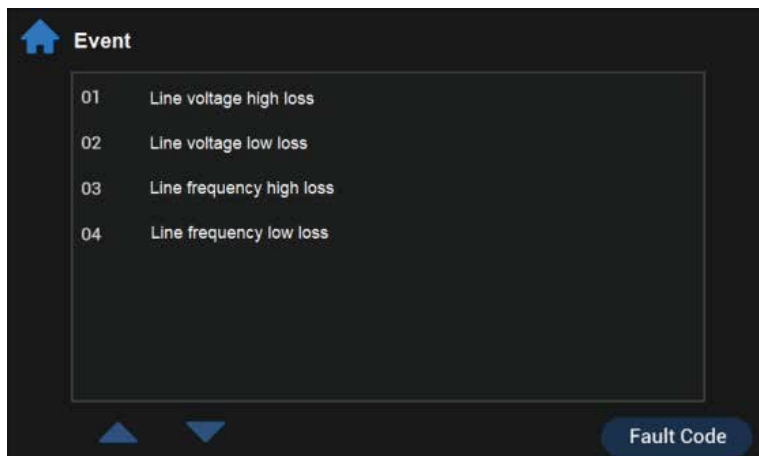 Event
01 Line voltage high loss
02 Line voltage low loss
03 Line frequency high loss
04 Line frequency low loss
Fault Code